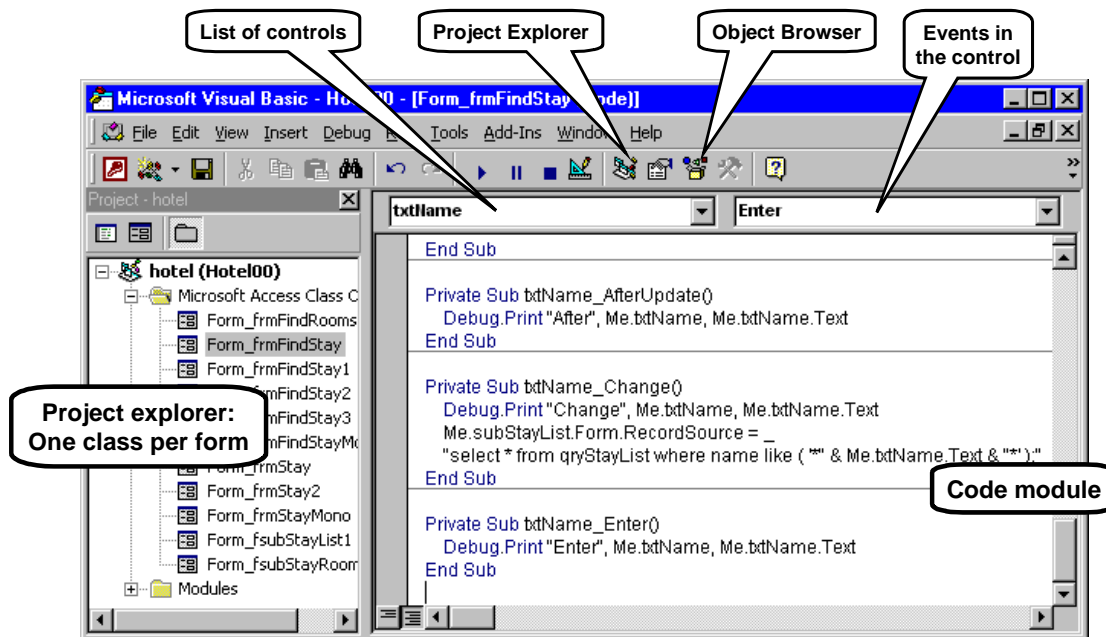 List of controls
Project Explorer
Object Browser
Events in
the control
Microsoft Visual Basic - Ho 00 - [Form_frmFindStay ode)]
File Edit View Insert Debug Tools Add-Ins Window Help
Project - hotel
txtName
Enter
hotel (Hotel00)
Microsoft Access Class C
Form_frmFindRooms
Form_frmFindStay
Form_frmFindStay1
mFindStay2
mFindStay3
mFindStayMo
Form_frmStay
Form_frmStay2
Form_frmStayMono
Form_fsubStayList1
Form_fsubStayRoom
Modules
Project explorer:
One class per form
End Sub
Private Sub txtName_AfterUpdate()
Debug.Print "After", Me.txtName, Me.txtName.Text
End Sub
Private Sub txtName_Change()
Debug.Print "Change", Me.txtName, Me.txtName.Text
Me.subStayList.Form.RecordSource = _
"select * from qryStayList where name like ( '*" & Me.txtName.Text & "*' );"
End Sub
Code module
Private Sub txtName_Enter()
Debug.Print "Enter", Me.txtName, Me.txtName.Text
End Sub